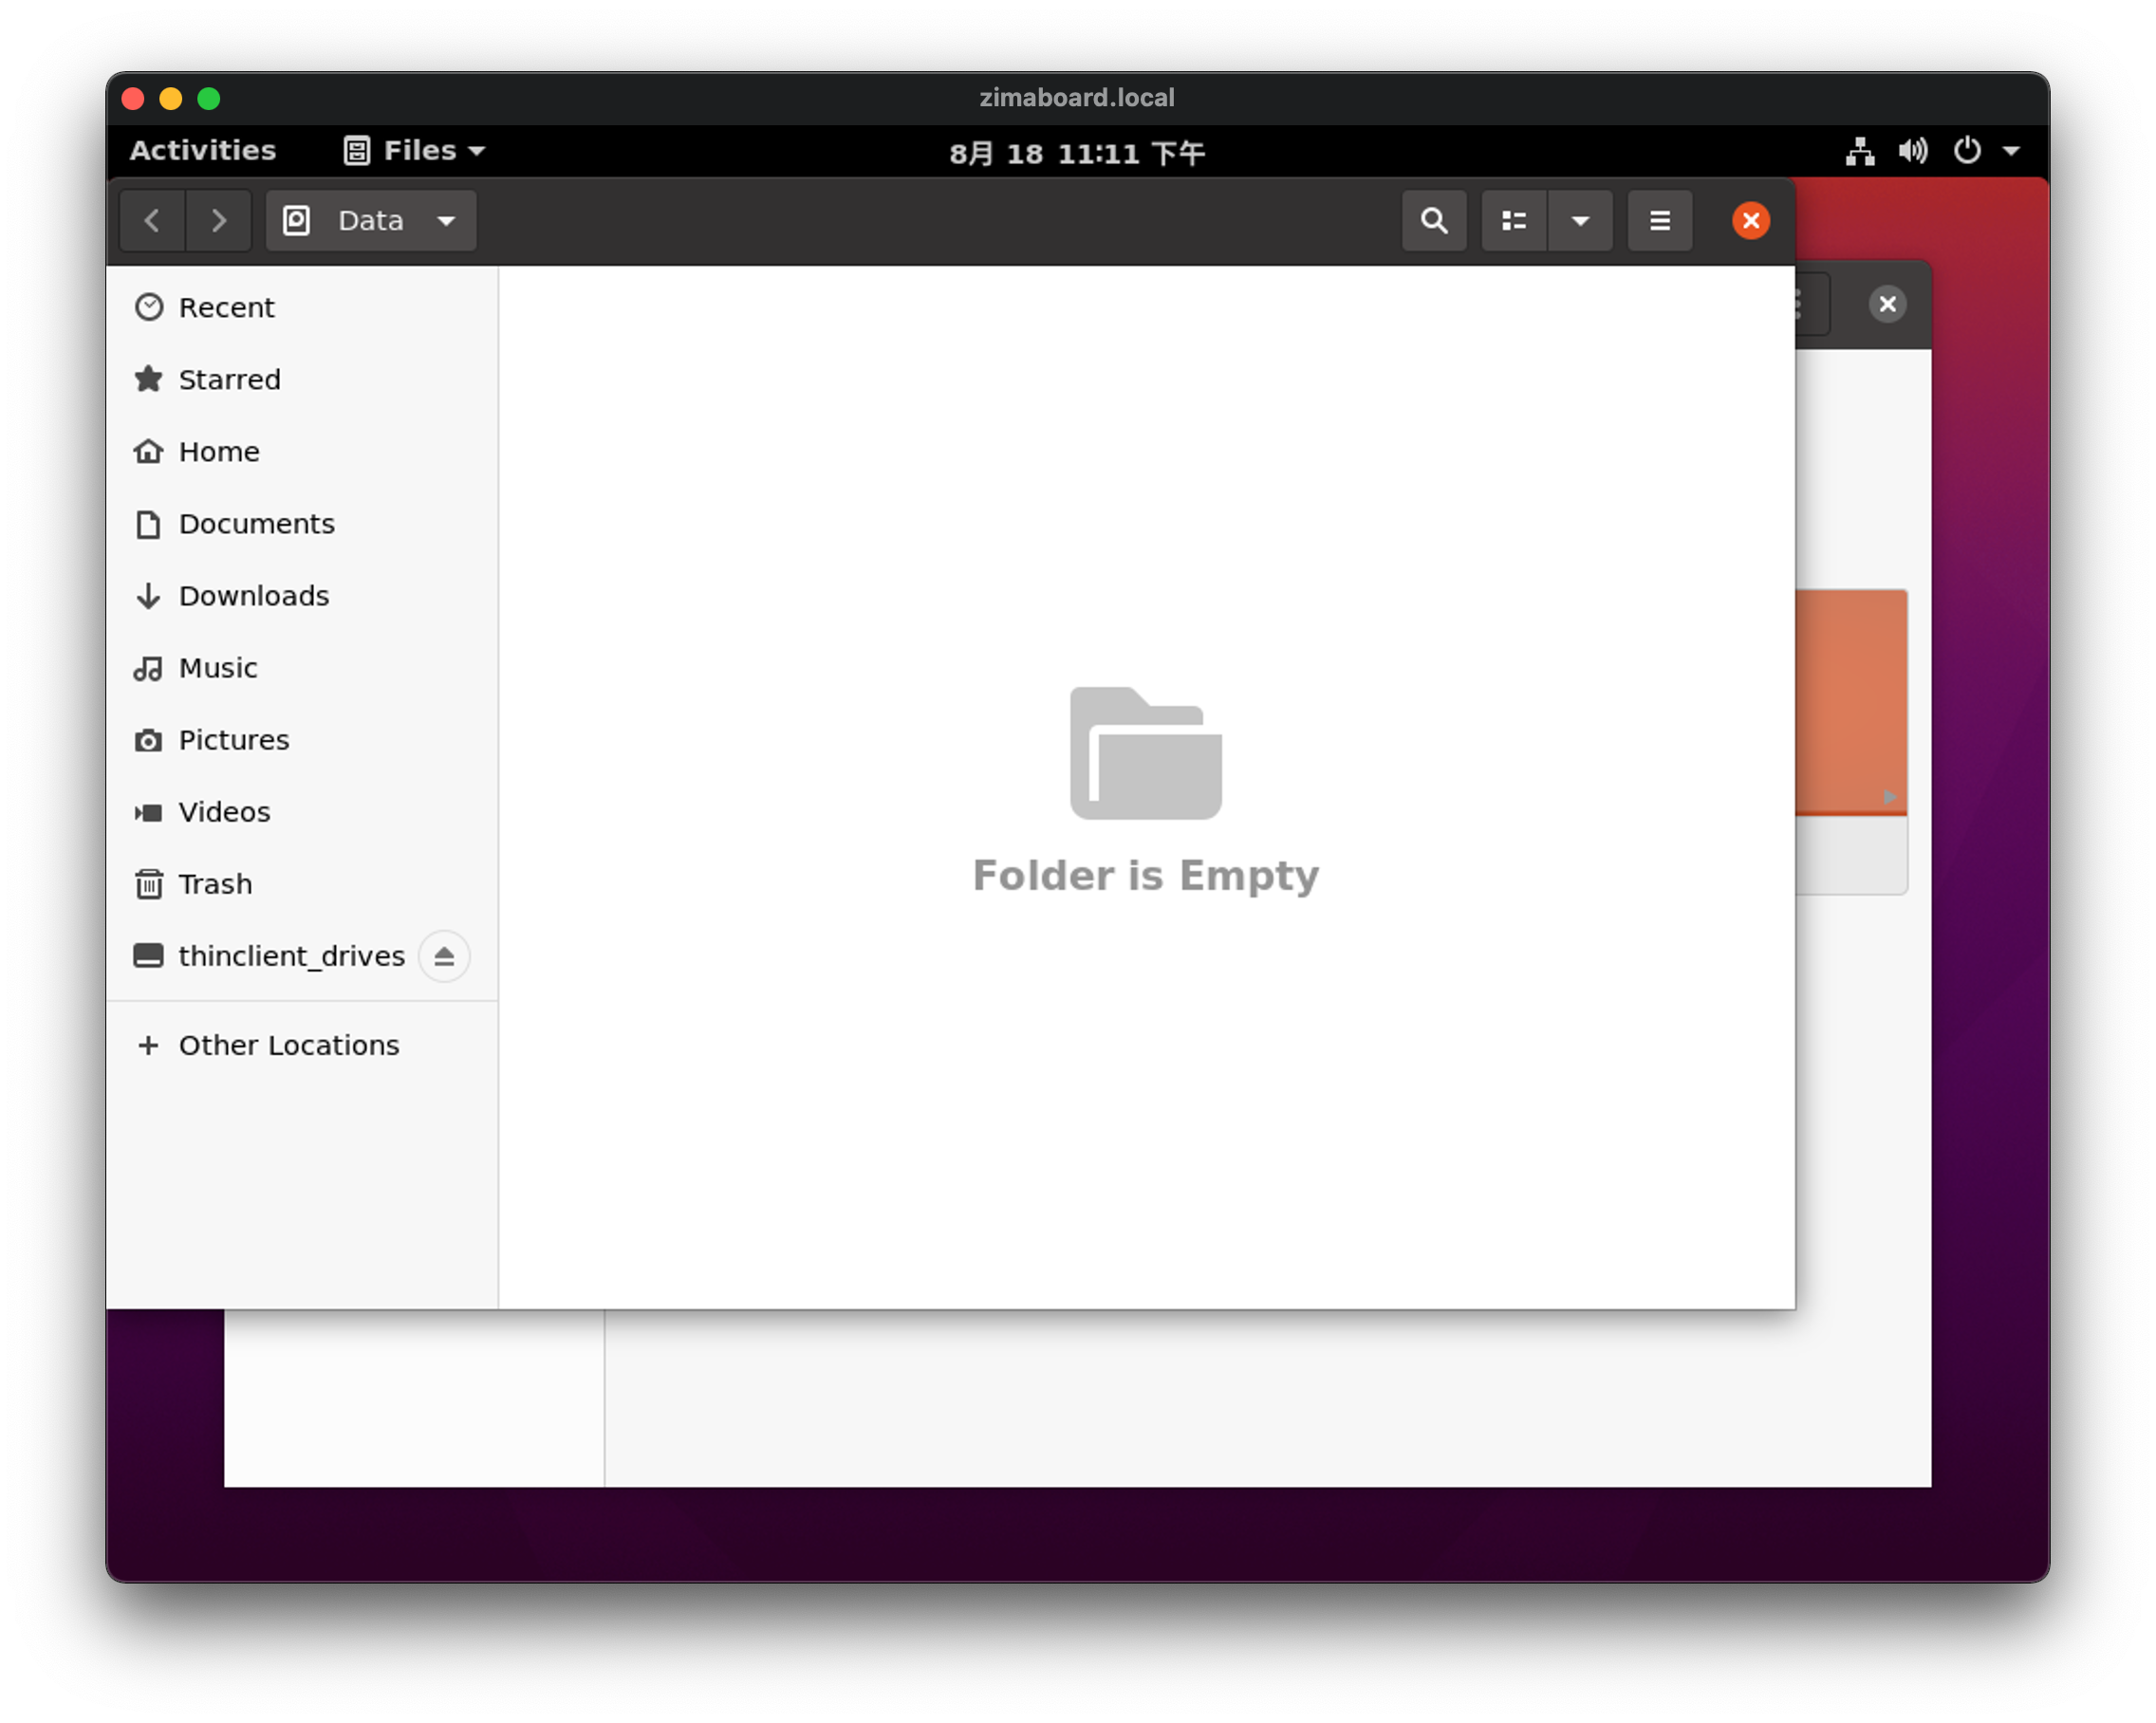 zimaboard.local
Activities Files 8月 18 11:11 下午
Data
Recent
Starred
Home
Documents
Downloads
Music
Pictures
Videos
Trash
thinclient_drives
Other Locations
Folder is Empty